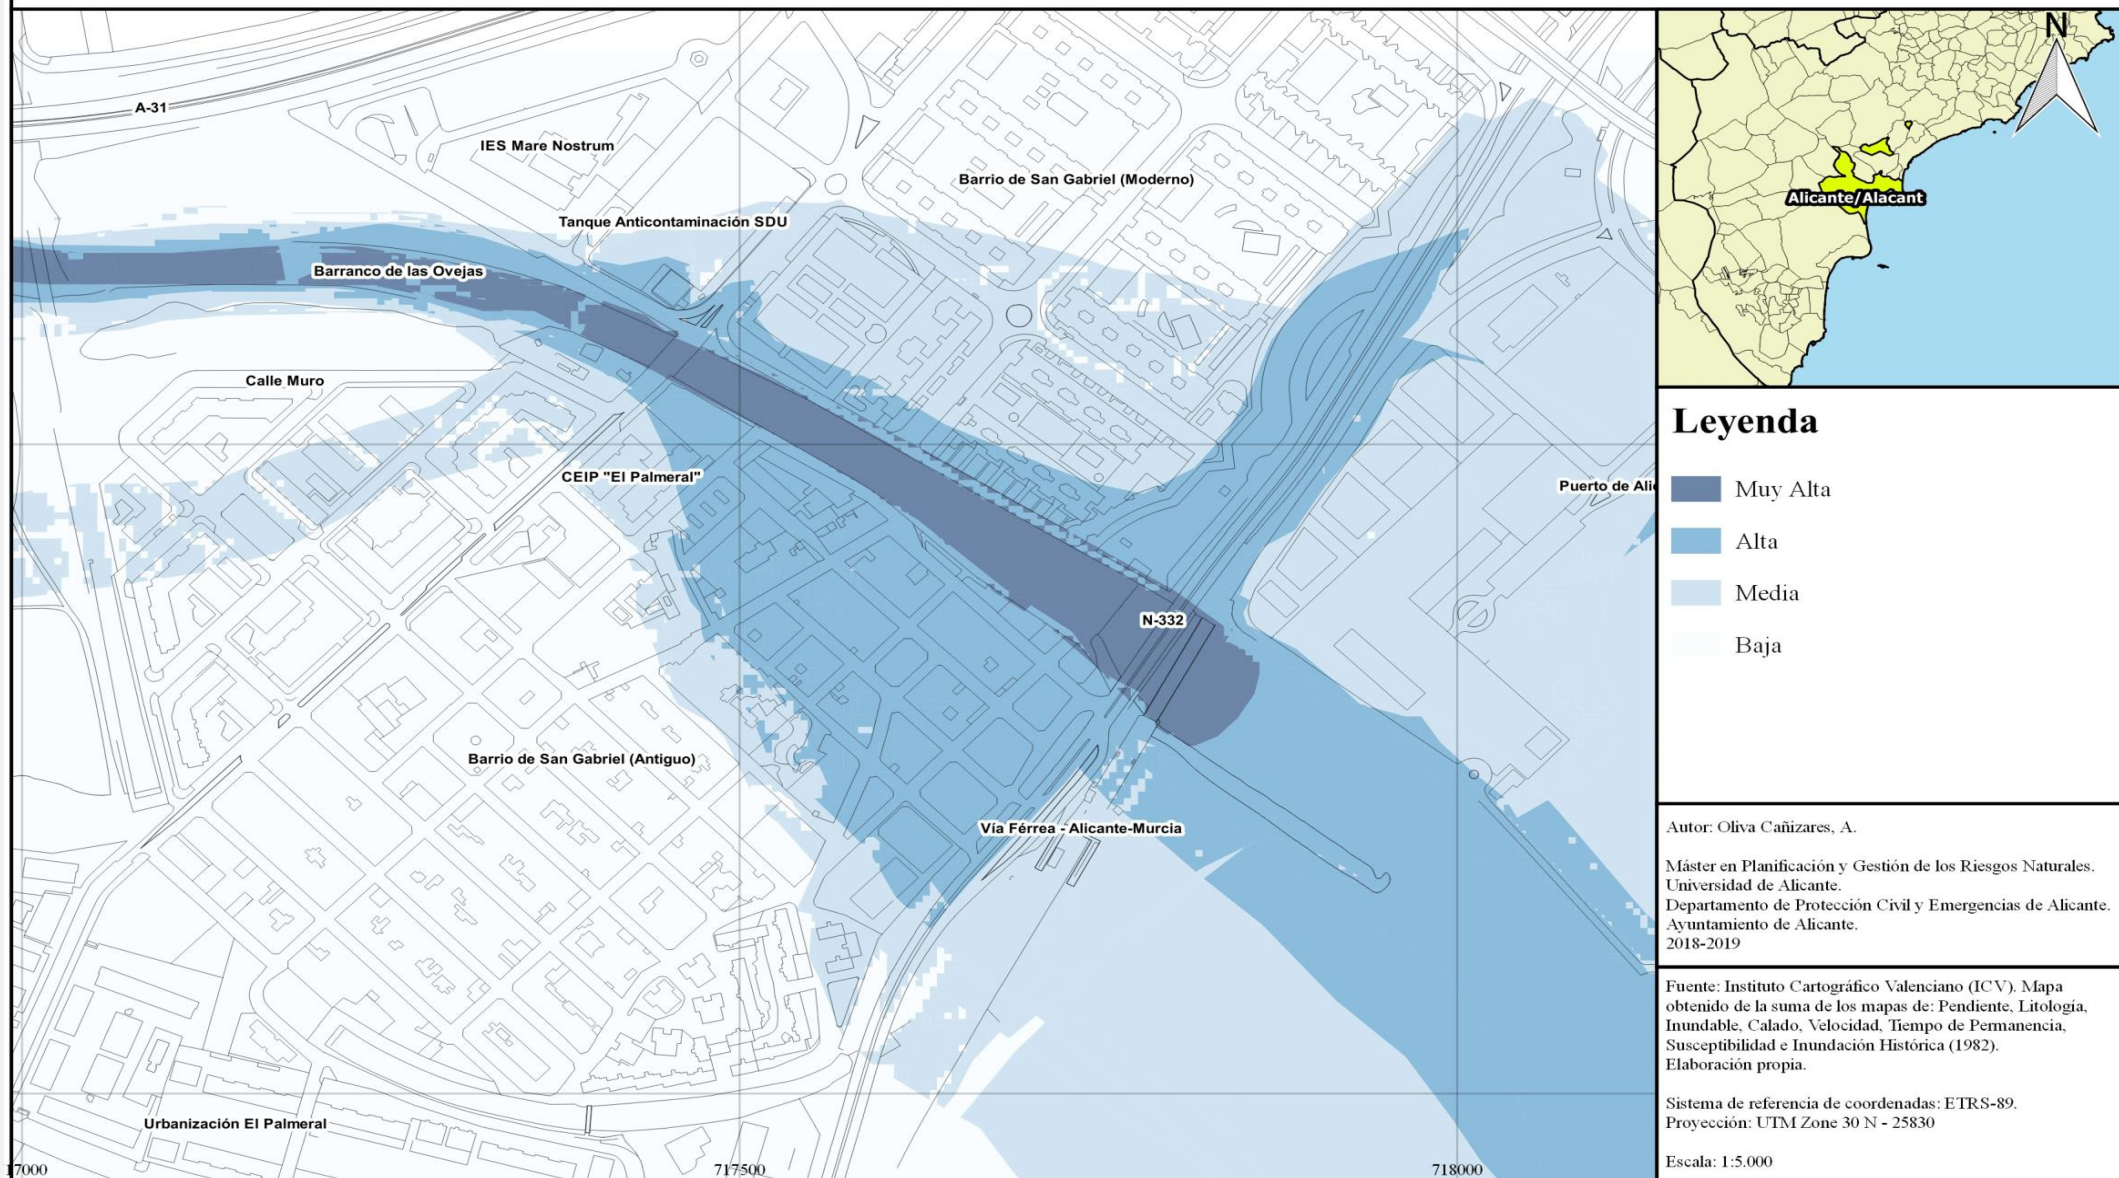 A-31
IES Mare Nostrum
Barrio de San Gabriel (Moderno)
Tanque Anticontaminación SDU
Barranco de las Ovejas
Calle Muro
CEIP "El Palmeral"
Puerto de Ali
N-332
Barrio de San Gabriel (Antiguo)
Vía Férrea - Alicante-Murcia
Urbanización El Palmeral
717500
718000
N
Alicante/Alacant
Leyenda
Muy Alta
Alta
Media
Baja
Autor: Oliva Cañizares, A.
Máster en Planificación y Gestión de los Riesgos Naturales.
Universidad de Alicante.
Departamento de Protección Civil y Emergencias de Alicante.
Ayuntamiento de Alicante.
2018-2019
Fuente: Instituto Cartográfico Valenciano (ICV). Mapa
obtenido de la suma de los mapas de: Pendiente, Litología,
Inundable, Calado, Velocidad, Tiempo de Permanencia,
Susceptibilidad e Inundación Histórica (1982).
Elaboración propia.
Sistema de referencia de coordenadas: ETRS-89.
Proyección: UTM Zone 30 N - 25830
Escala: 1:5.000